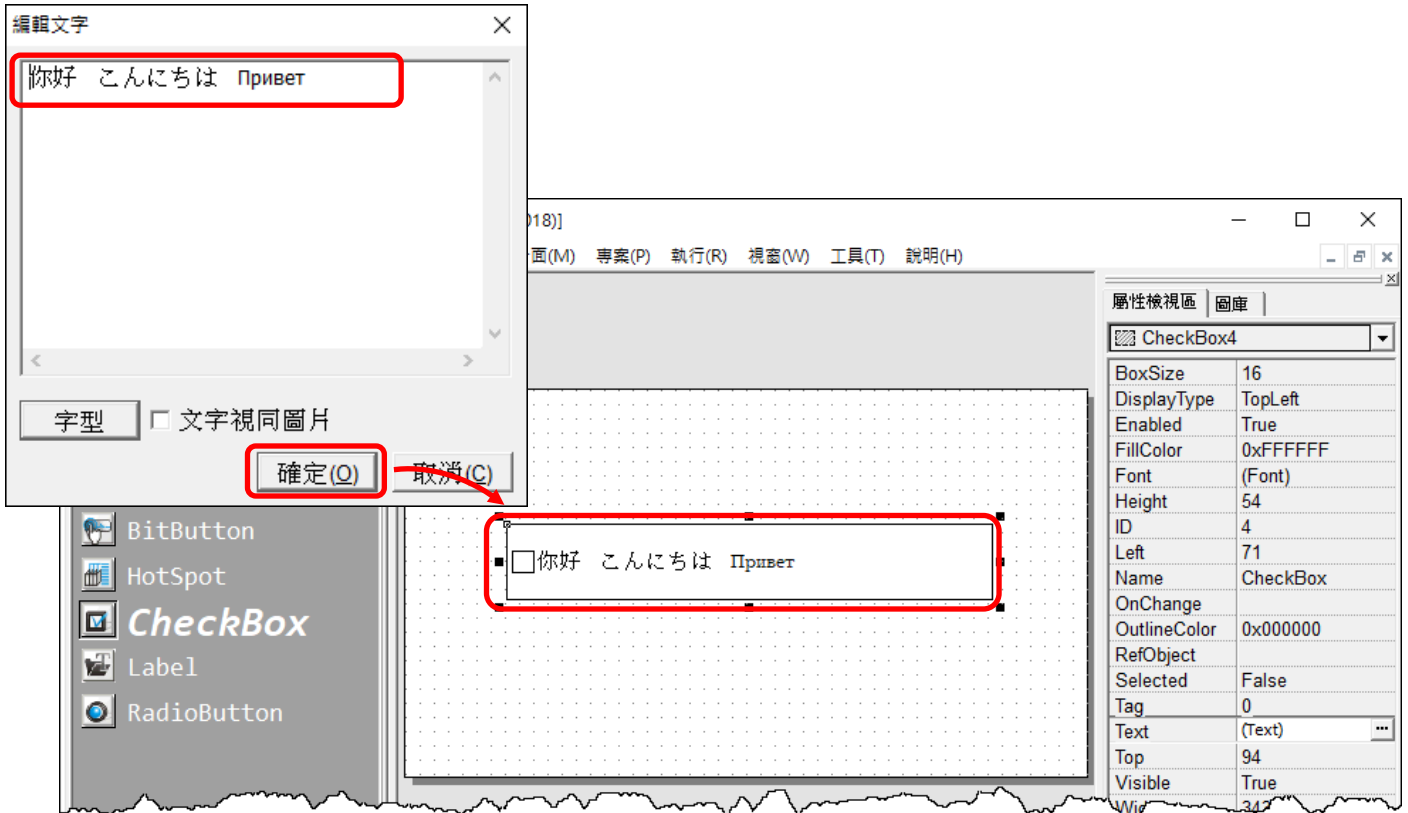 編輯文字
你好 こんにちは Привет
字型
文字視同圖片
確定(O)
取消(C)
018)]
面(M) 專案(P) 執行(R) 視窗(W) 工具(T) 說明(H)
屬性檢視區 圖庫
CheckBox4
BoxSize 16
DisplayType TopLeft
Enabled True
FillColor 0xFFFFFF
Font (Font)
Height 54
ID 4
Left 71
Name CheckBox
OnChange
OutlineColor 0x000000
RefObject
Selected False
Tag 0
Text (Text)
Top 94
Visible True
BitButton
HotSpot
CheckBox
Label
RadioButton
你好 こんにちは Привет